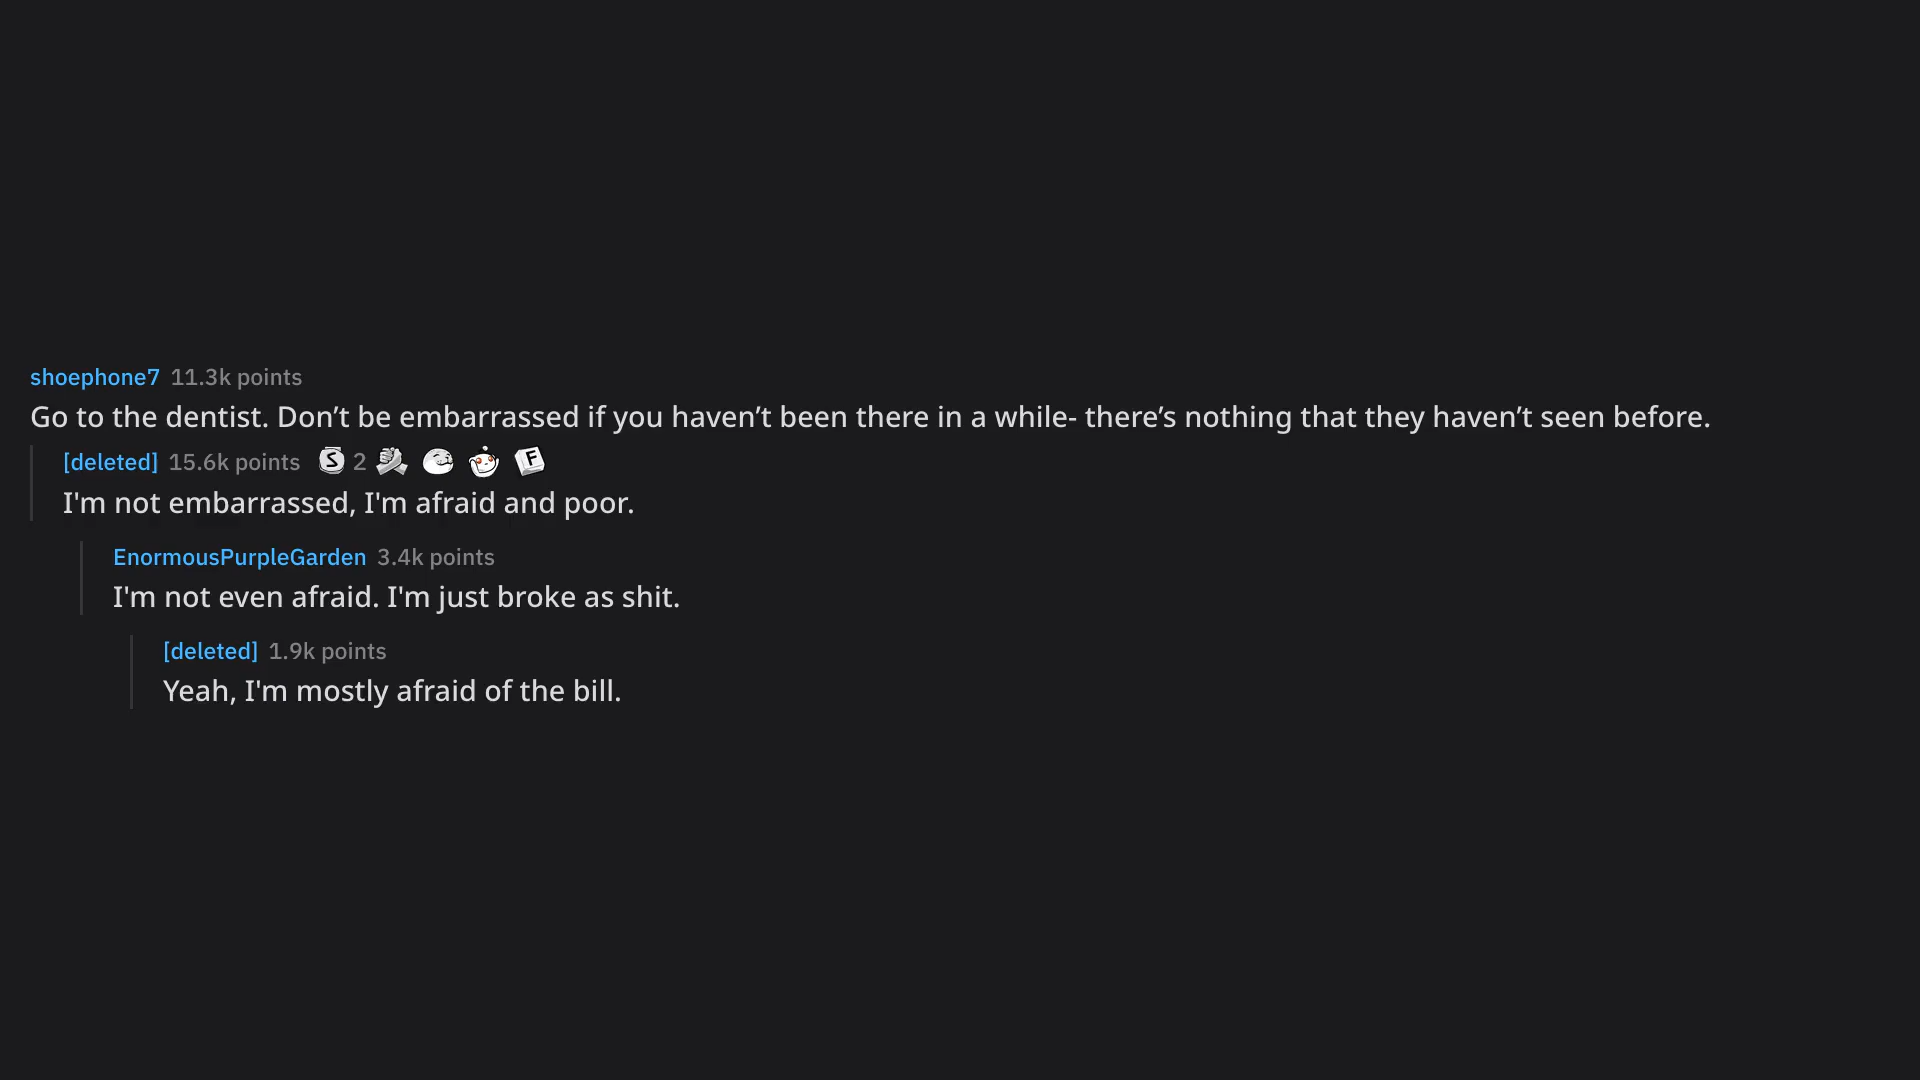 shoephone7 11.3k points
Go to the dentist. Don’t be embarrassed if you haven’t been there in a while- there’s nothing that they haven’t seen before.
[deleted] 15.6k points S 2 F
I'm not embarrassed, I'm afraid and poor.
EnormousPurpleGarden 3.4k points
I'm not even afraid. I'm just broke as shit.
[deleted] 1.9k points
Yeah, I'm mostly afraid of the bill.